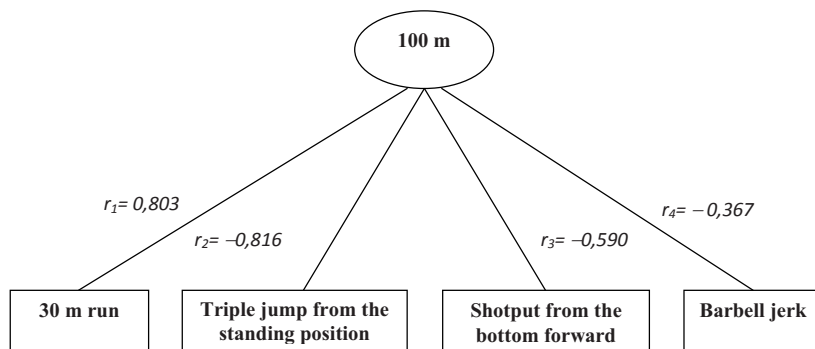 100 m
r1= 0,803
r2= −0,816
r3= −0,590
r4= − 0,367
30 m run
Triple jump from the
standing position
Shotput from the
bottom forward
Barbell jerk